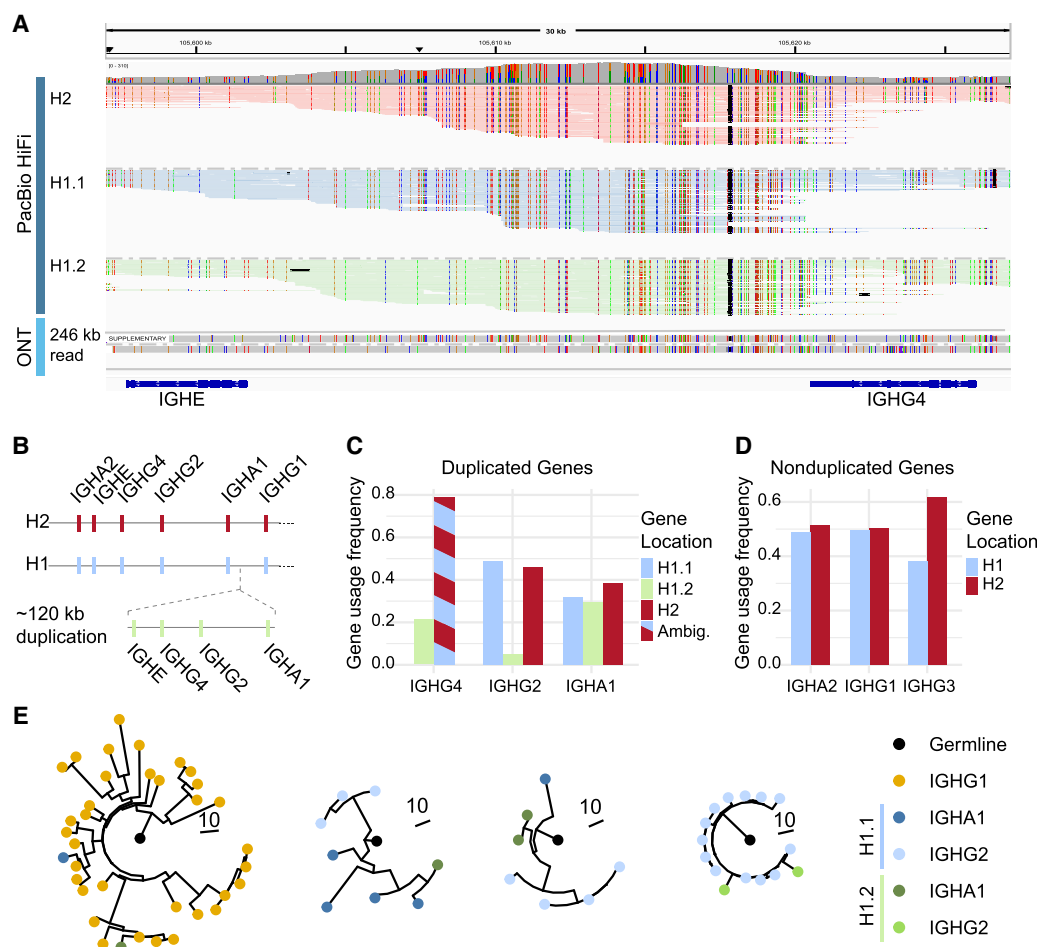 A
30 kb
105,600 kb
105,610 kb
105,620 kb
[0 - 310]
PacBio HiFi
H2
H1.1
H1.2
ONT
246 kb
read
SUPPLEMENTARY
IGHE
IGHG4
B
IGHA2
IGHE
IGHG4
IGHG2
IGHA1
IGHG1
H2
H1
~120 kb
duplication
IGHE
IGHG4
IGHG2
IGHA1
C
Duplicated Genes
Gene usage frequency
0.8
0.6
0.4
0.2
0.0
IGHG4
IGHG2
IGHA1
Gene
Location
H1.1
H1.2
H2
Ambig.
D
Nonduplicated Genes
Gene usage frequency
0.6
0.4
0.2
0.0
IGHA2
IGHG1
IGHG3
Gene
Location
H1
H2
E
10
10
10
10
Germline
IGHG1
H1.1
IGHA1
IGHG2
H1.2
IGHA1
IGHG2